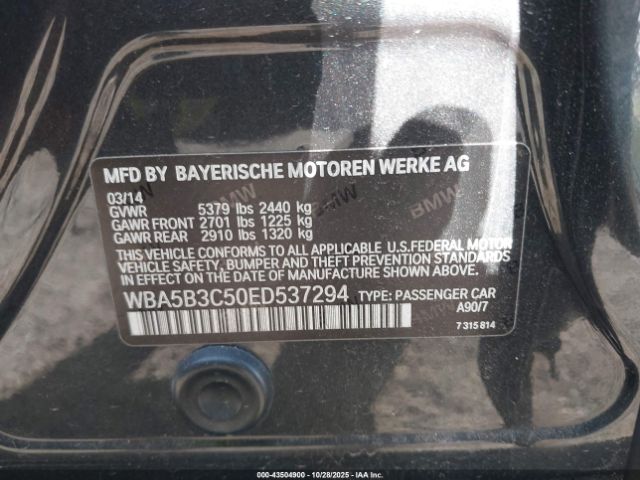 MFD BY BAYERISCHE MOTOREN WERKE AG
03/14
GVWR 5379 lbs 2440 kg
GAWR FRONT 2701 lbs 1225 kg
GAWR REAR 2910 lbs 1320 kg
THIS VEHICLE CONFORMS TO ALL APPLICABLE U.S.FEDERAL MOTOR
VEHICLE SAFETY, BUMPER AND THEFT PREVENTION STANDARDS
IN EFFECT ON THE DATE OF MANUFACTURE SHOWN ABOVE.
WBA5B3C50ED537294 TYPE: PASSENGER CAR
A90/7
7 315 814
BMW
BMW
BMW
000-43504900 - 10/28/2025 - IAA Inc.